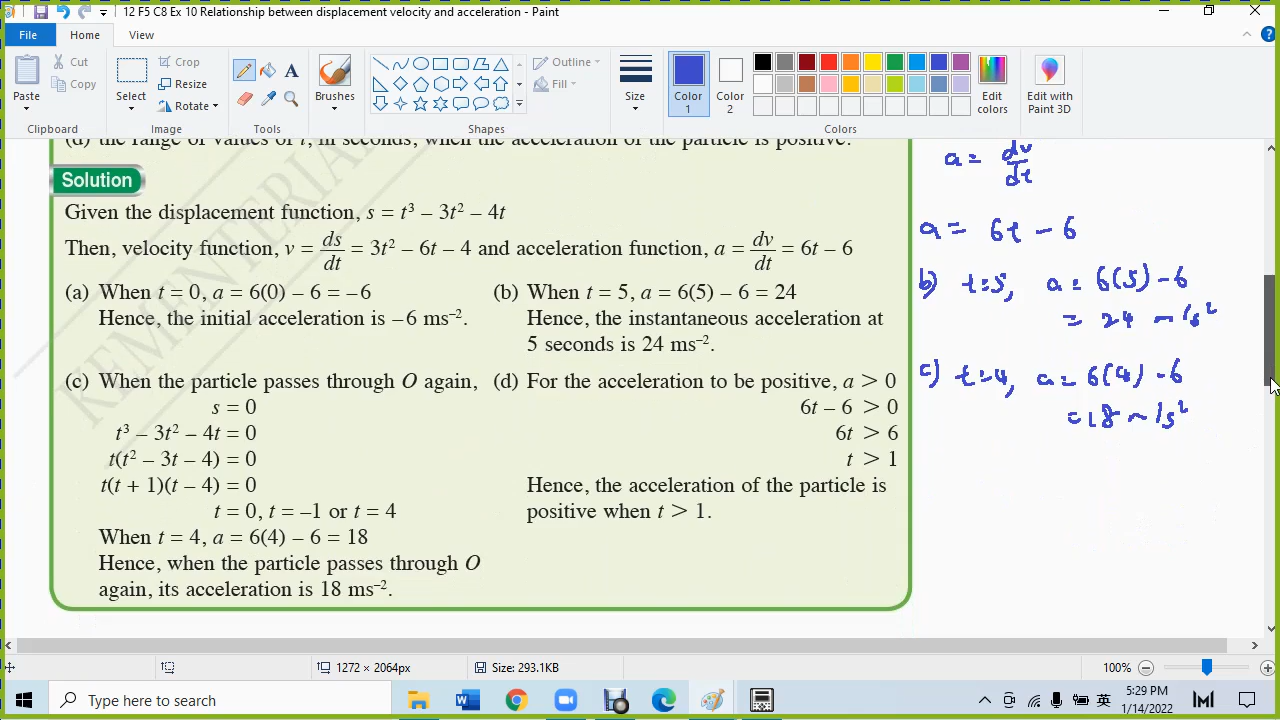 12 F5 C8 Ex 10 Relationship between displacement velocity and acceleration - Paint
File Home View
Paste Cut Copy Select Crop Resize Rotate Brushes Outline Fill Size Color 1 Color 2 Edit colors Edit with Paint 3D
Clipboard Image Tools Shapes Colors
(d) the range of values of t, in seconds, when the acceleration of the particle is positive.
Solution
Given the displacement function, s = t³ – 3t² – 4t
Then, velocity function, v = ds/dt = 3t² – 6t – 4 and acceleration function, a = dv/dt = 6t – 6
(a) When t = 0, a = 6(0) – 6 = –6
Hence, the initial acceleration is –6 ms⁻².
(b) When t = 5, a = 6(5) – 6 = 24
Hence, the instantaneous acceleration at
5 seconds is 24 ms⁻².
(c) When the particle passes through O again,
s = 0
t³ – 3t² – 4t = 0
t(t² – 3t – 4) = 0
t(t + 1)(t – 4) = 0
t = 0, t = –1 or t = 4
When t = 4, a = 6(4) – 6 = 18
Hence, when the particle passes through O
again, its acceleration is 18 ms⁻².
(d) For the acceleration to be positive, a > 0
6t – 6 > 0
6t > 6
t > 1
Hence, the acceleration of the particle is
positive when t > 1.
a = dv/dt
a = 6t – 6
b) t=5, a = 6(5) – 6
= 24 m/s²
c) t=4, a = 6(4) – 6
= 18 m/s²
KEMENTERIA
1272 × 2064px Size: 293.1KB 100%
Type here to search
英
5:29 PM
1/14/2022